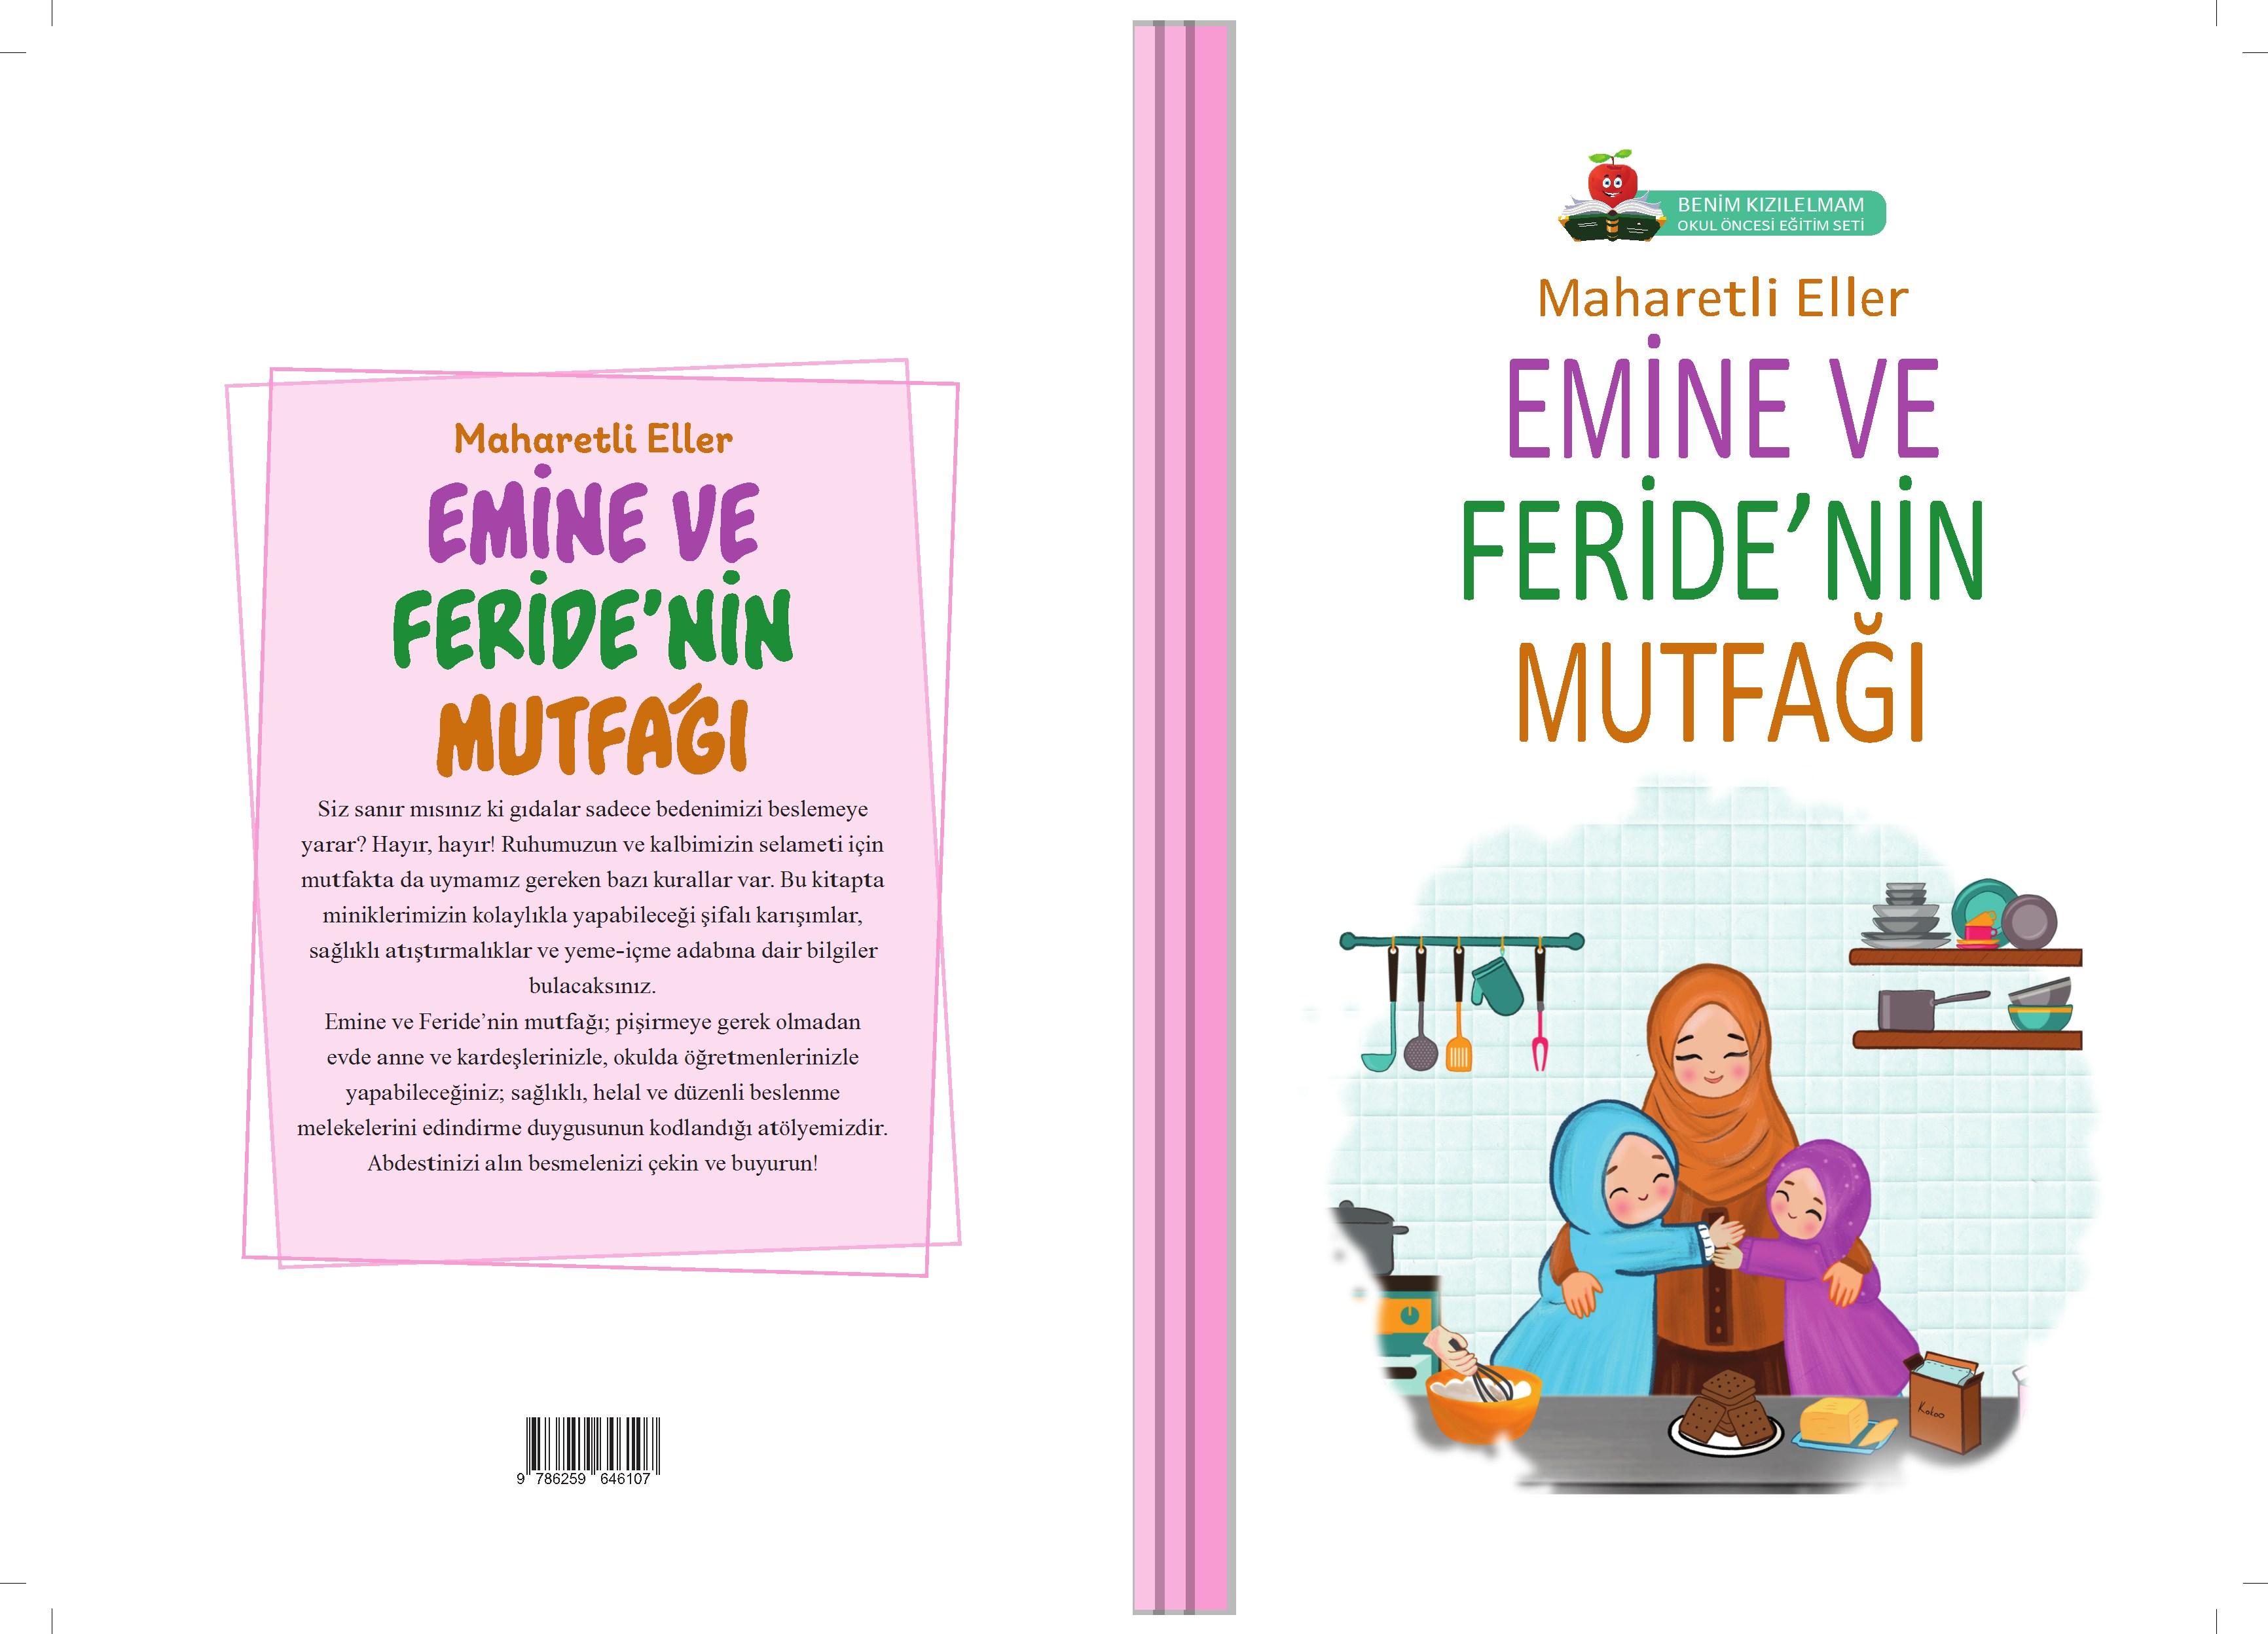 Maharetli Eller
EMİNE VE
FERİDE’NİN
MUTFAĞI
Siz sanır mısınız ki gıdalar sadece bedenimizi beslemeye
yarar? Hayır, hayır! Ruhumuzun ve kalbimizin selameti için
mutfakta da uymamız gereken bazı kurallar var. Bu kitapta
miniklerimizin kolaylıkla yapabileceği şifalı karışımlar,
sağlıklı atıştırmalıklar ve yeme-içme adabına dair bilgiler
bulacaksınız.
Emine ve Feride’nin mutfağı; pişirmeye gerek olmadan
evde anne ve kardeşlerinizle, okulda öğretmenlerinizle
yapabileceğiniz; sağlıklı, helal ve düzenli beslenme
melekelerini edindirme duygusunun kodlandığı atölyemizdir.
Abdestinizi alın besmelenizi çekin ve buyurun!
9 786259 646107
BENİM KIZILELMAM
OKUL ÖNCESİ EĞİTİM SETİ
Maharetli Eller
EMİNE VE
FERİDE’NİN
MUTFAĞI
Kakao